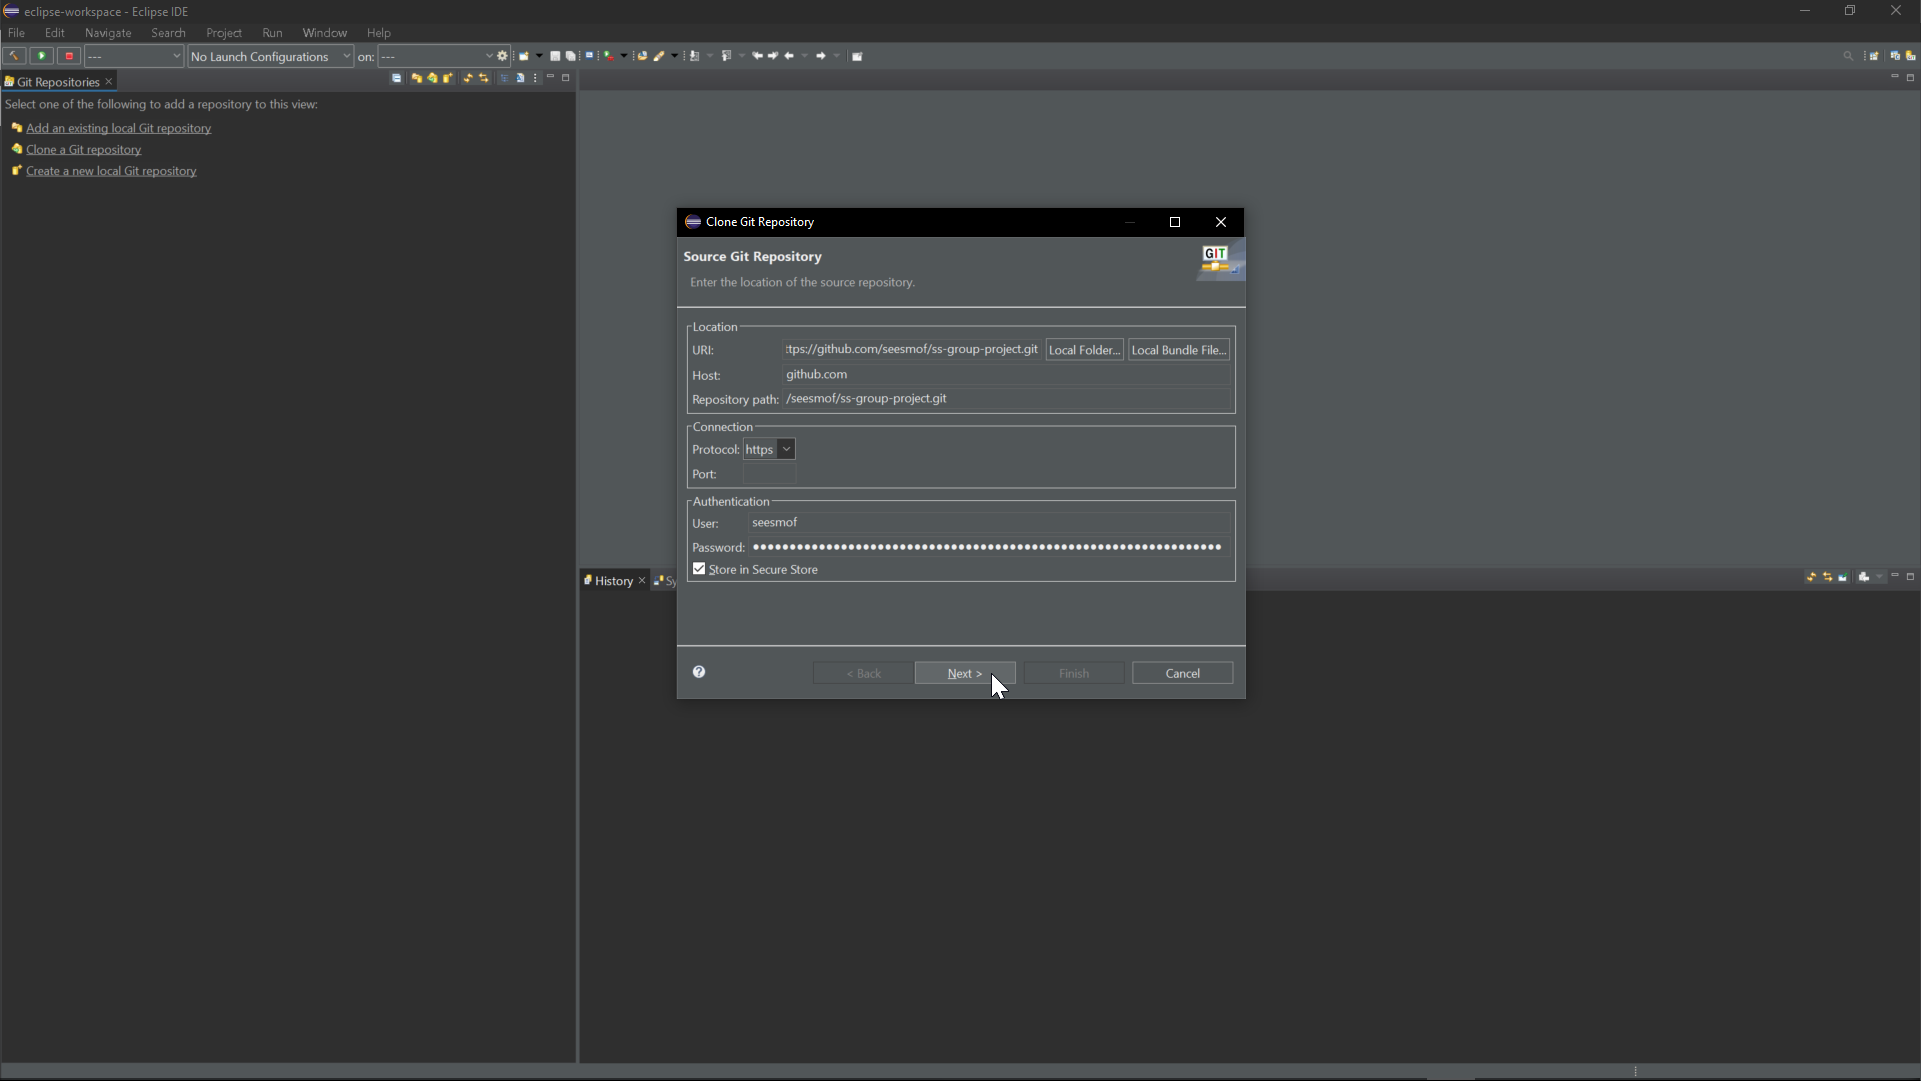 eclipse-workspace - Eclipse IDE
File Edit Navigate Search Project Run Window Help
--- No Launch Configurations on: ---
Git Repositories
Select one of the following to add a repository to this view:
Add an existing local Git repository
Clone a Git repository
Create a new local Git repository
Clone Git Repository
Source Git Repository
GIT
Enter the location of the source repository.
Location
URI: ttps://github.com/seesmof/ss-group-project.git Local Folder... Local Bundle File...
Host: github.com
Repository path: /seesmof/ss-group-project.git
Connection
Protocol: https
Port:
Authentication
User: seesmof
Password: ●●●●●●●●●●●●●●●●●●●●●●●●●●●●●●●●●●●●●●●●●●●●●●●●●●●●●●●●●●●●●●●
Store in Secure Store
History Sy
< Back Next > Finish Cancel